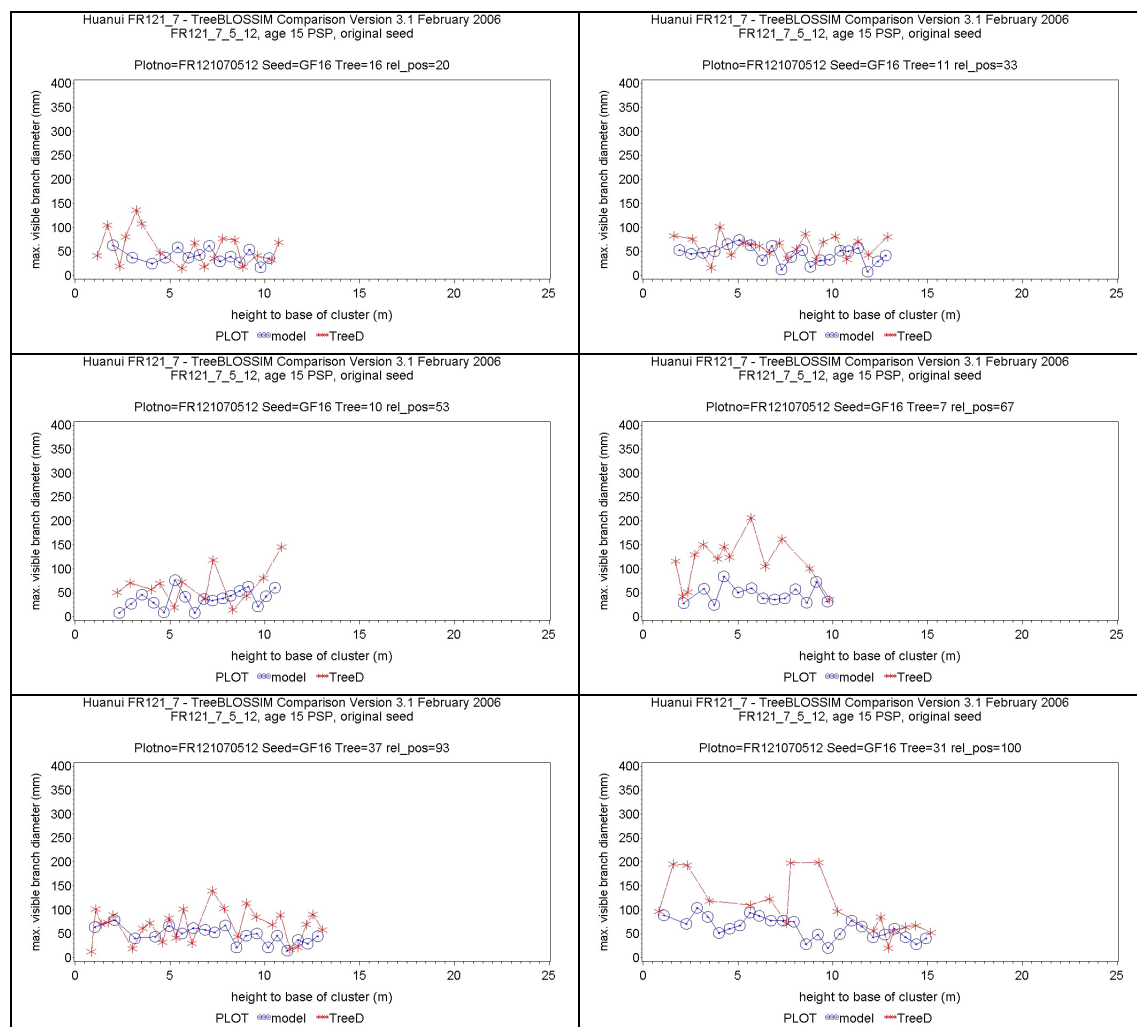 Huanui FR121_7 - TreeBLOSSIM Comparison Version 3.1 February 2006
FR121_7_5_12, age 15 PSP, original seed
Plotno=FR121070512 Seed=GF16 Tree=16 rel_pos=20
max. visible branch diameter (mm)
400
350
300
250
200
150
100
50
0
0 5 10 15 20 25
height to base of cluster (m)
PLOT model TreeD
Huanui FR121_7 - TreeBLOSSIM Comparison Version 3.1 February 2006
FR121_7_5_12, age 15 PSP, original seed
Plotno=FR121070512 Seed=GF16 Tree=11 rel_pos=33
max. visible branch diameter (mm)
400
350
300
250
200
150
100
50
0
0 5 10 15 20 25
height to base of cluster (m)
PLOT model TreeD
Huanui FR121_7 - TreeBLOSSIM Comparison Version 3.1 February 2006
FR121_7_5_12, age 15 PSP, original seed
Plotno=FR121070512 Seed=GF16 Tree=10 rel_pos=53
max. visible branch diameter (mm)
400
350
300
250
200
150
100
50
0
0 5 10 15 20 25
height to base of cluster (m)
PLOT model TreeD
Huanui FR121_7 - TreeBLOSSIM Comparison Version 3.1 February 2006
FR121_7_5_12, age 15 PSP, original seed
Plotno=FR121070512 Seed=GF16 Tree=7 rel_pos=67
max. visible branch diameter (mm)
400
350
300
250
200
150
100
50
0
0 5 10 15 20 25
height to base of cluster (m)
PLOT model TreeD
Huanui FR121_7 - TreeBLOSSIM Comparison Version 3.1 February 2006
FR121_7_5_12, age 15 PSP, original seed
Plotno=FR121070512 Seed=GF16 Tree=37 rel_pos=93
max. visible branch diameter (mm)
400
350
300
250
200
150
100
50
0
0 5 10 15 20 25
height to base of cluster (m)
PLOT model TreeD
Huanui FR121_7 - TreeBLOSSIM Comparison Version 3.1 February 2006
FR121_7_5_12, age 15 PSP, original seed
Plotno=FR121070512 Seed=GF16 Tree=31 rel_pos=100
max. visible branch diameter (mm)
400
350
300
250
200
150
100
50
0
0 5 10 15 20 25
height to base of cluster (m)
PLOT model TreeD